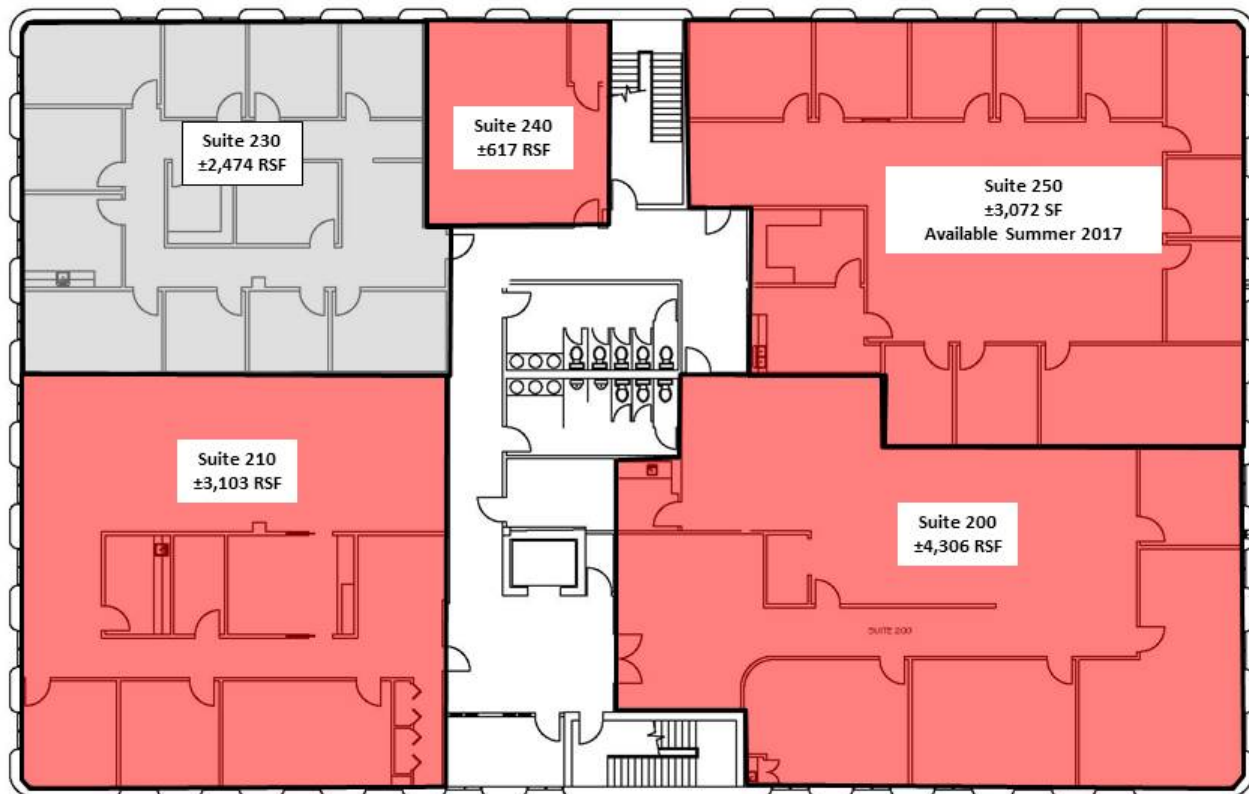 Suite 230
±2,474 RSF
Suite 240
±617 RSF
Suite 250
±3,072 SF
Available Summer 2017
Suite 210
±3,103 RSF
Suite 200
±4,306 RSF
SUITE 200